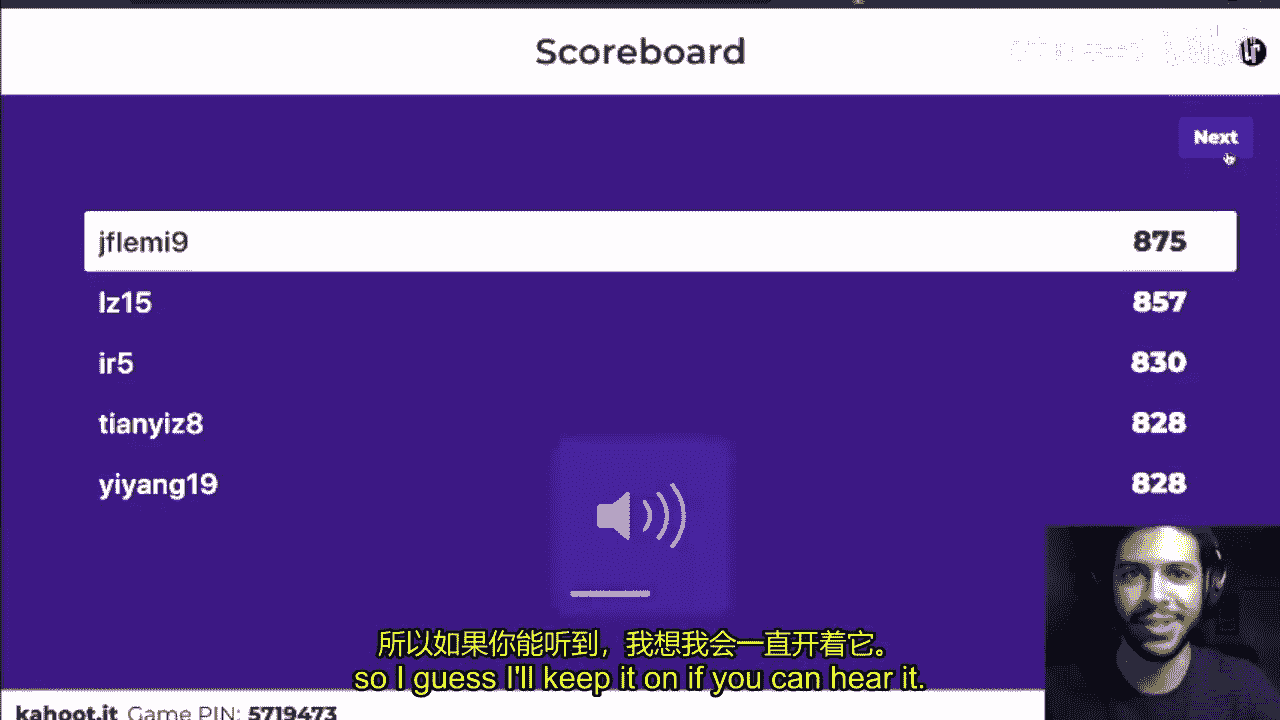 Scoreboard
Next
jflemi9 875
lz15 857
ir5 830
tianyiz8 828
yiyang19 828
所以如果你能听到，我想我会一直开着它。
so I guess I'll keep it on if you can hear it.
kahoot.it Game PIN: 5719473